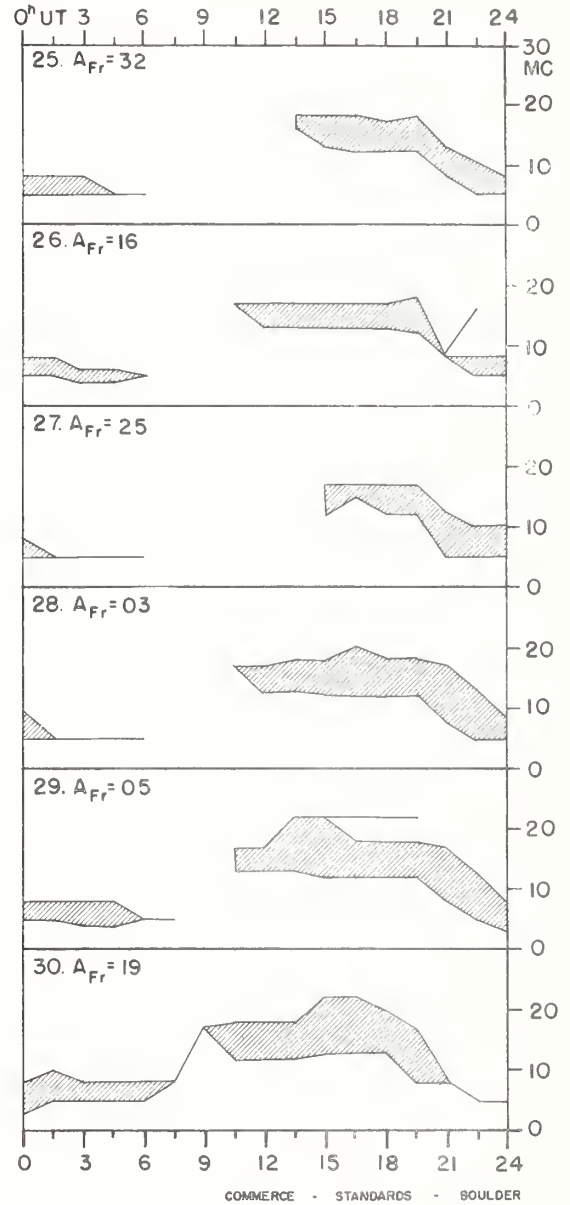 0ʰ UT 3 6 9 12 15 18 21 24
30
MC
25. A_Fr = 32
20
10
0
26. A_Fr = 16
20
10
0
27. A_Fr = 25
20
10
0
28. A_Fr = 03
20
10
0
29. A_Fr = 05
20
10
0
30. A_Fr = 19
20
10
0
0 3 6 9 12 15 18 21 24
COMMERCE - STANDARDS - BOULDER